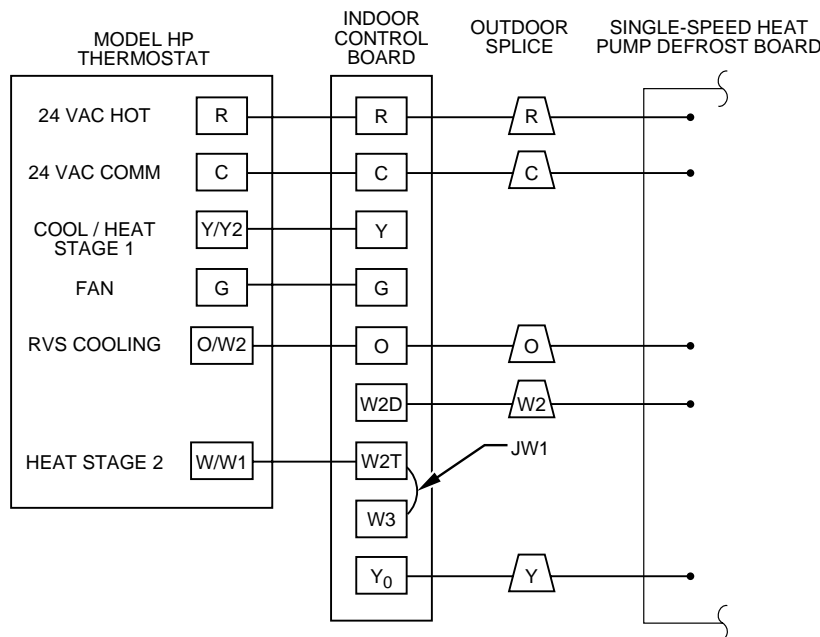 MODEL HP
THERMOSTAT
INDOOR
CONTROL
BOARD
OUTDOOR
SPLICE
SINGLE-SPEED HEAT
PUMP DEFROST BOARD
24 VAC HOT R R R
24 VAC COMM C C C
COOL / HEAT
STAGE 1
Y/Y2 Y
FAN G G
RVS COOLING O/W2 O O
W2D W2
HEAT STAGE 2 W/W1 W2T JW1
W3
Y0 Y